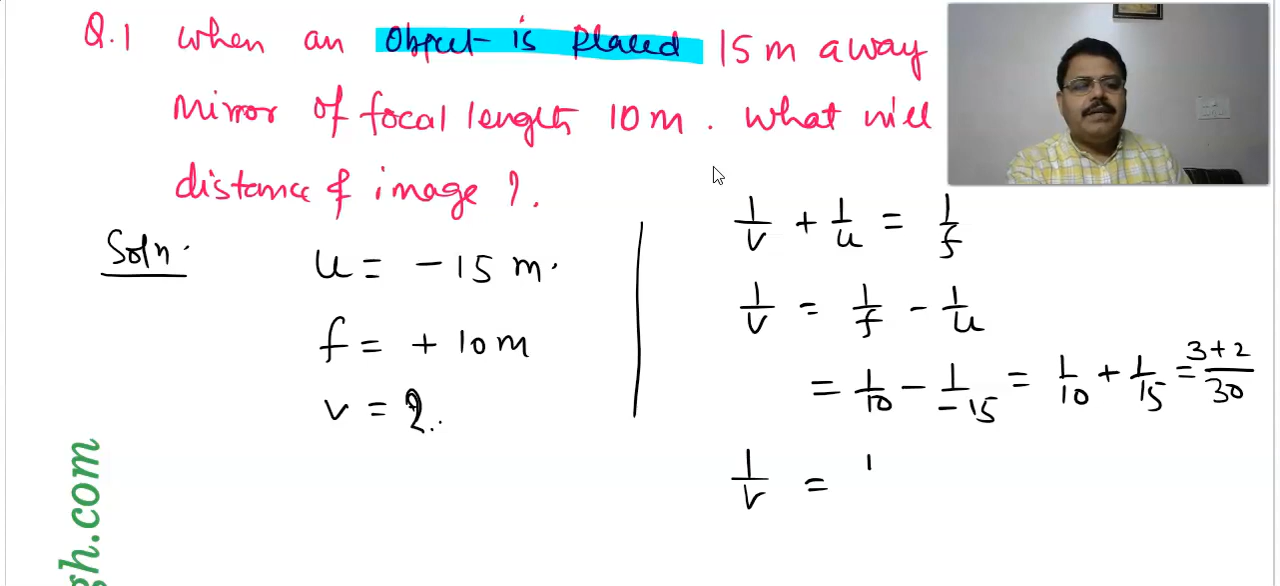 Q.1 When an object is placed 15 m away
mirror of focal length 10 m. What will
distance of image ?.
Soln.
u = -15 m.
f = + 10 m
v = ?..
1/v + 1/u = 1/f
1/v = 1/f - 1/u
= 1/10 - 1/-15 = 1/10 + 1/15 = 3+2/30
1/v = 1
gh.com